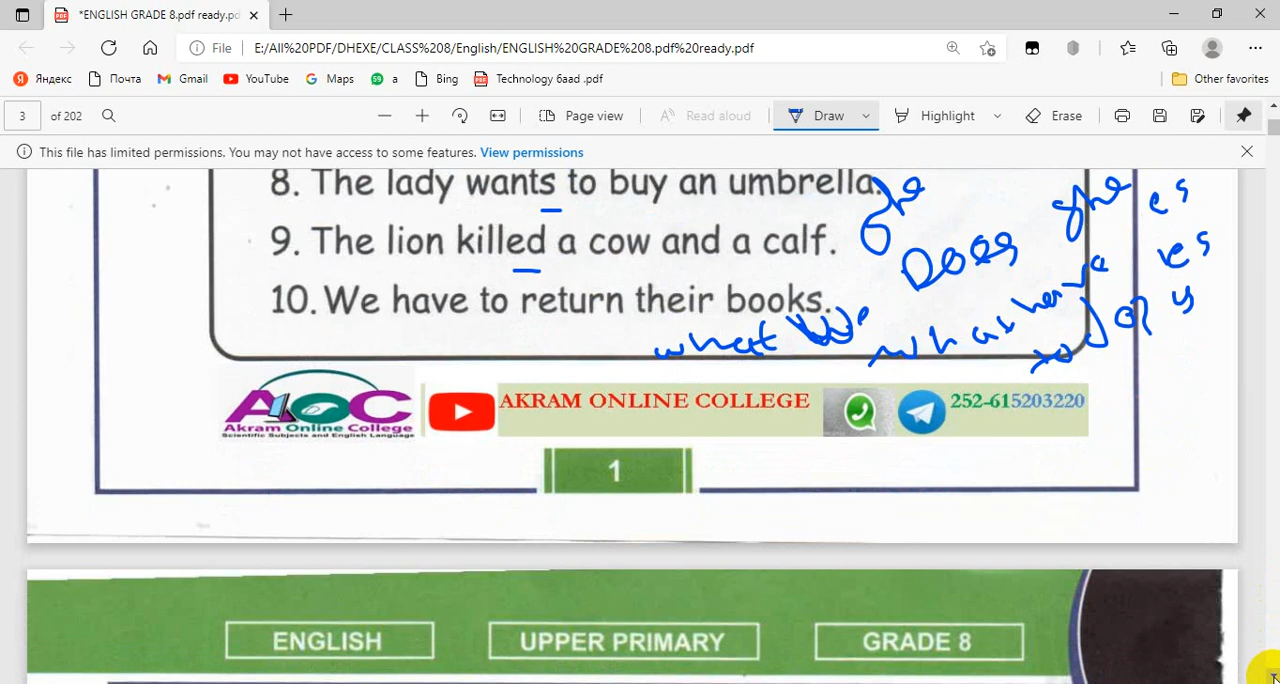 *ENGLISH GRADE 8.pdf ready.pd
File E:/All%20PDF/DHEXE/CLASS%208/English/ENGLISH%20GRADE%208.pdf%20ready.pdf
Яндекс Почта Gmail YouTube Maps a Bing Technology баad .pdf Other favorites
3 of 202 Page view Read aloud Draw Highlight Erase
This file has limited permissions. You may not have access to some features. View permissions
8. The lady wants to buy an umbrella.
9. The lion killed a cow and a calf.
Does
es
es
10. We have to return their books.
what
AOC
Akram Online College
Scientific Subjects and English Language
AKRAM ONLINE COLLEGE
252-615203220
1
ENGLISH
UPPER PRIMARY
GRADE 8